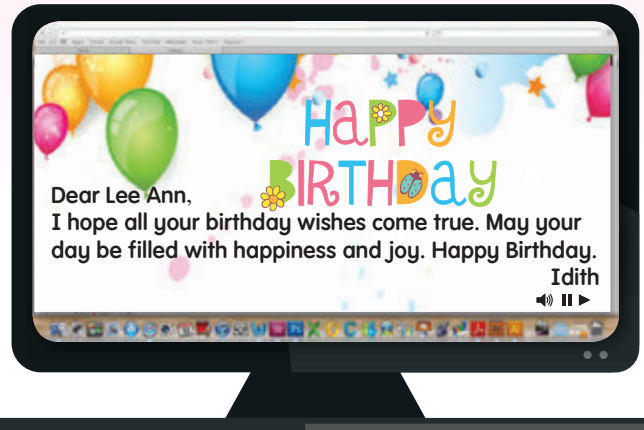 HAPPY
BIRTHDAY
Dear Lee Ann,
I hope all your birthday wishes come true. May your
day be filled with happiness and joy. Happy Birthday.
Idith